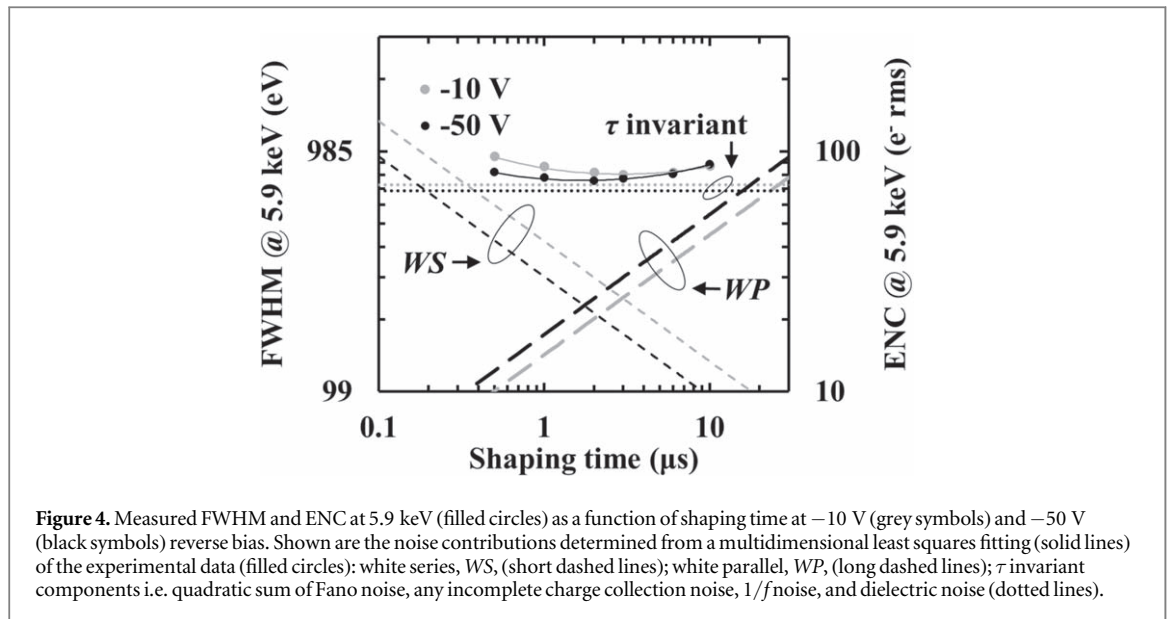 FWHM @ 5.9 keV (eV)
985
99
-10 V
-50 V
τ invariant
WS
WP
100
10
ENC @ 5.9 keV (e- rms)
0.1 1 10
Shaping time (μs)
Figure 4. Measured FWHM and ENC at 5.9 keV (filled circles) as a function of shaping time at −10 V (grey symbols) and −50 V
(black symbols) reverse bias. Shown are the noise contributions determined from a multidimensional least squares fitting (solid lines)
of the experimental data (filled circles): white series, WS, (short dashed lines); white parallel, WP, (long dashed lines); τ invariant
components i.e. quadratic sum of Fano noise, any incomplete charge collection noise, 1/f noise, and dielectric noise (dotted lines).